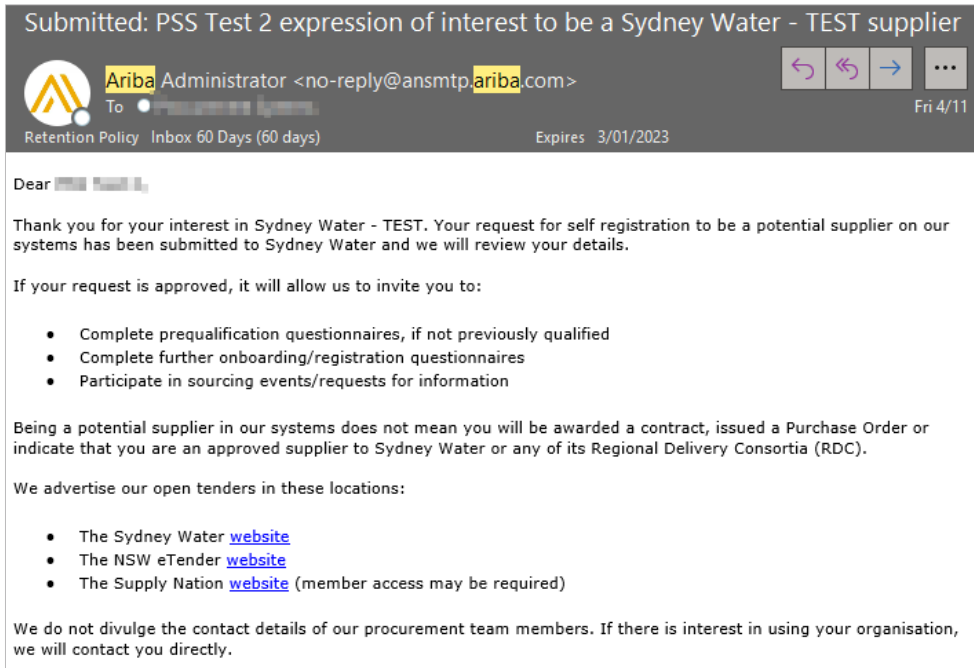 Submitted: PSS Test 2 expression of interest to be a Sydney Water - TEST supplier
Ariba Administrator <no-reply@ansmtp.ariba.com>
To
Fri 4/11
Retention Policy Inbox 60 Days (60 days) Expires 3/01/2023
Dear
Thank you for your interest in Sydney Water - TEST. Your request for self registration to be a potential supplier on our
systems has been submitted to Sydney Water and we will review your details.
If your request is approved, it will allow us to invite you to:
• Complete prequalification questionnaires, if not previously qualified
• Complete further onboarding/registration questionnaires
• Participate in sourcing events/requests for information
Being a potential supplier in our systems does not mean you will be awarded a contract, issued a Purchase Order or
indicate that you are an approved supplier to Sydney Water or any of its Regional Delivery Consortia (RDC).
We advertise our open tenders in these locations:
• The Sydney Water website
• The NSW eTender website
• The Supply Nation website (member access may be required)
We do not divulge the contact details of our procurement team members. If there is interest in using your organisation,
we will contact you directly.